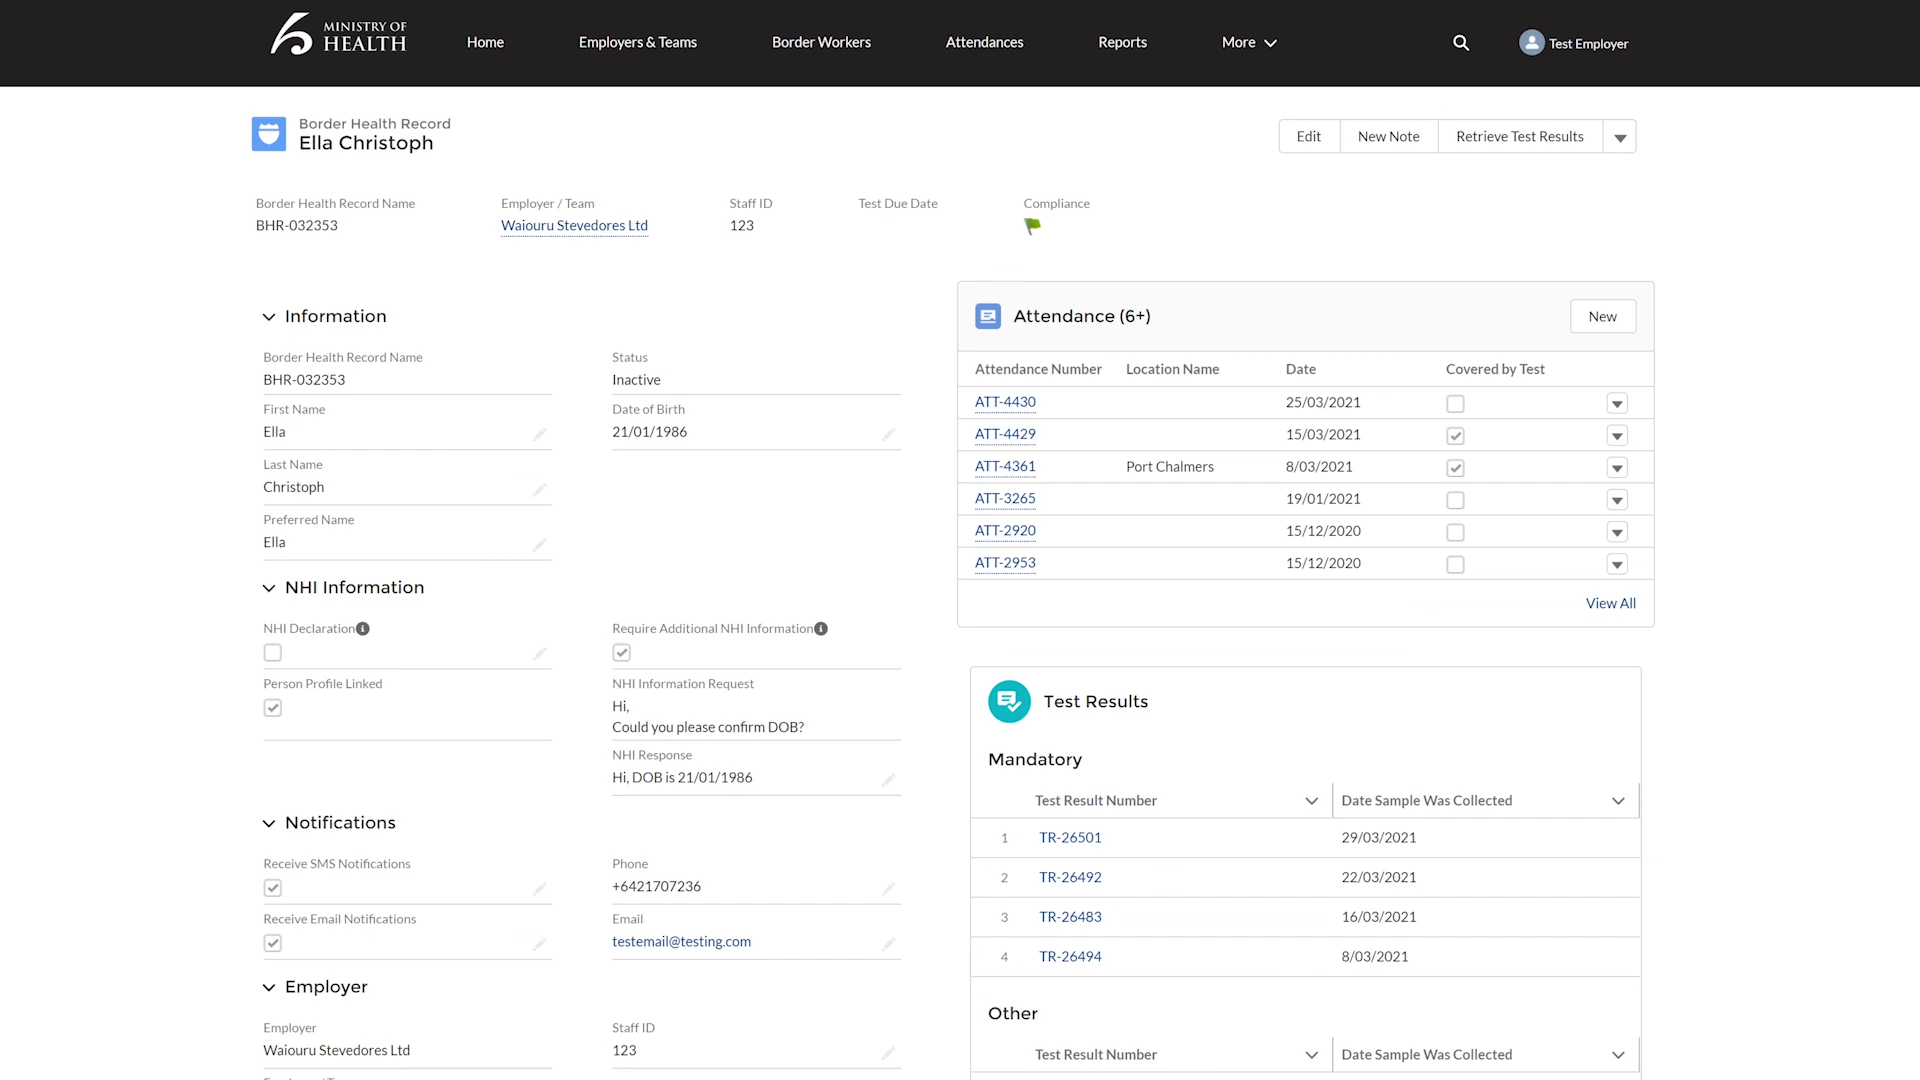 MINISTRY OF
HEALTH
Home
Employers & Teams
Border Workers
Attendances
Reports
More
Test Employer
Border Health Record
Ella Christoph
Edit
New Note
Retrieve Test Results
Border Health Record Name
BHR-032353
Employer / Team
Waiouru Stevedores Ltd
Staff ID
123
Test Due Date
Compliance
Information
Border Health Record Name
BHR-032353
Status
Inactive
First Name
Ella
Date of Birth
21/01/1986
Last Name
Christoph
Preferred Name
Ella
NHI Information
NHI Declaration
Require Additional NHI Information
Person Profile Linked
NHI Information Request
Hi,
Could you please confirm DOB?
NHI Response
Hi, DOB is 21/01/1986
Notifications
Receive SMS Notifications
Phone
+6421707236
Receive Email Notifications
Email
testemail@testing.com
Employer
Employer
Waiouru Stevedores Ltd
Staff ID
123
Attendance (6+)
New
Attendance Number Location Name Date Covered by Test
ATT-4430 25/03/2021
ATT-4429 15/03/2021
ATT-4361 Port Chalmers 8/03/2021
ATT-3265 19/01/2021
ATT-2920 15/12/2020
ATT-2953 15/12/2020
View All
Test Results
Mandatory
Test Result Number Date Sample Was Collected
1 TR-26501 29/03/2021
2 TR-26492 22/03/2021
3 TR-26483 16/03/2021
4 TR-26494 8/03/2021
Other
Test Result Number Date Sample Was Collected